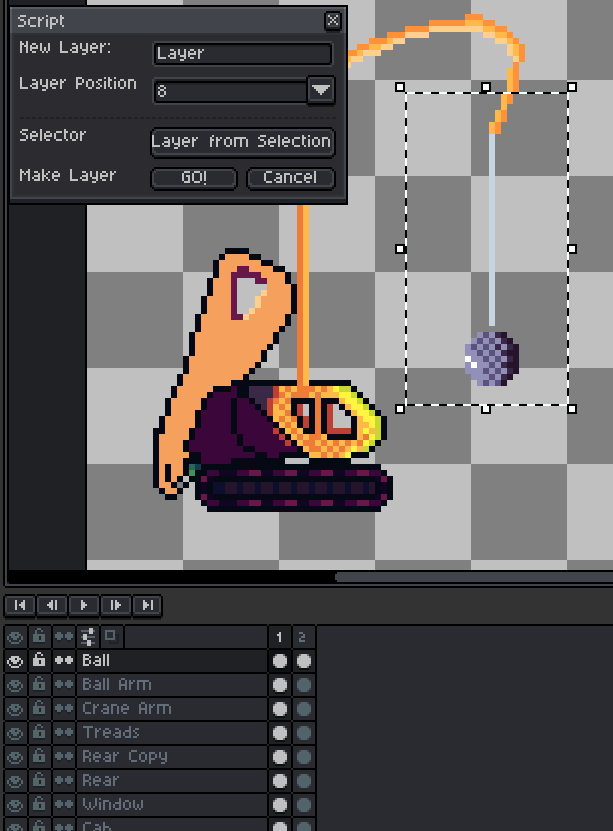 Script
New Layer:
Layer
Layer Position
8
Selector
Layer from Selection
Make Layer
GO!
Cancel
1 2
Ball
Ball Arm
Crane Arm
Treads
Rear Copy
Rear
Window
Cab